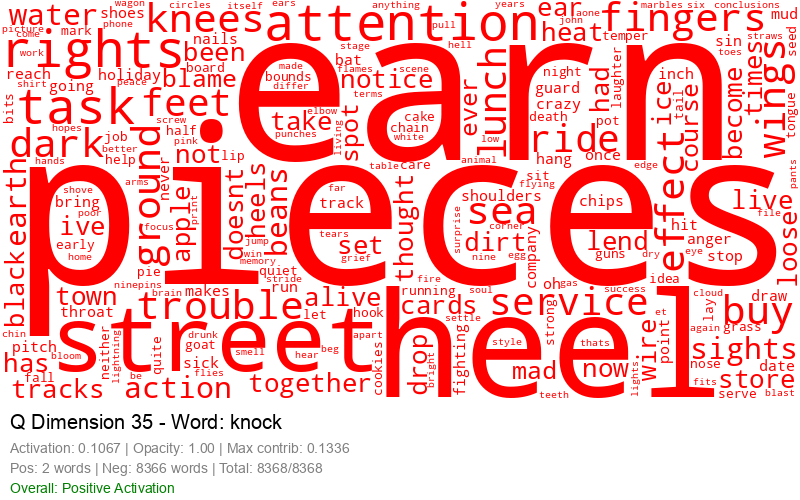 picture wagon circles itself ears anything years marbles six conclusions
water shoes knees attention ear fingers mud
phone pull john aone straws seed
come mark nails stage hell heat temper sin
rights been bat earn lunch toes
work board made flames scene ever night laughter inch times wings
reach holiday blame bounds notice had tail
shirt going differ terms guard crazy ice become tongue
bits peace screw elbow cake spot death
task feet take chain pot course
hopes half pink punches white ride
dark job better not lip living low hang once edge
hands help table care animal sit flying pants
earth shove arms never doesnt heels beans pieces far shoulders chips effect live file
bring poor ground apple print track thought sea corner hit
black ive focus jump tears set surprise dirt company lend anger eye loose
early home win grief nine egg guns dry stop
pie memory quiet fire oh gas idea
ninepins stride soul success cloud draw
town brain makes run alive running cards service strong et lay buy
throat trouble let hook settle again grass
chin pitch street drunk apart heel style wire point sights
neither lightning goat smell hear beg drop fighting thats
has bloom quite sick cookies bright mad now nose date
fall be flies together lights fits store
tracks action teeth serve blast
Q Dimension 35 - Word: knock
Activation: 0.1067 | Opacity: 1.00 | Max contrib: 0.1336
Pos: 2 words | Neg: 8366 words | Total: 8368/8368
Overall: Positive Activation